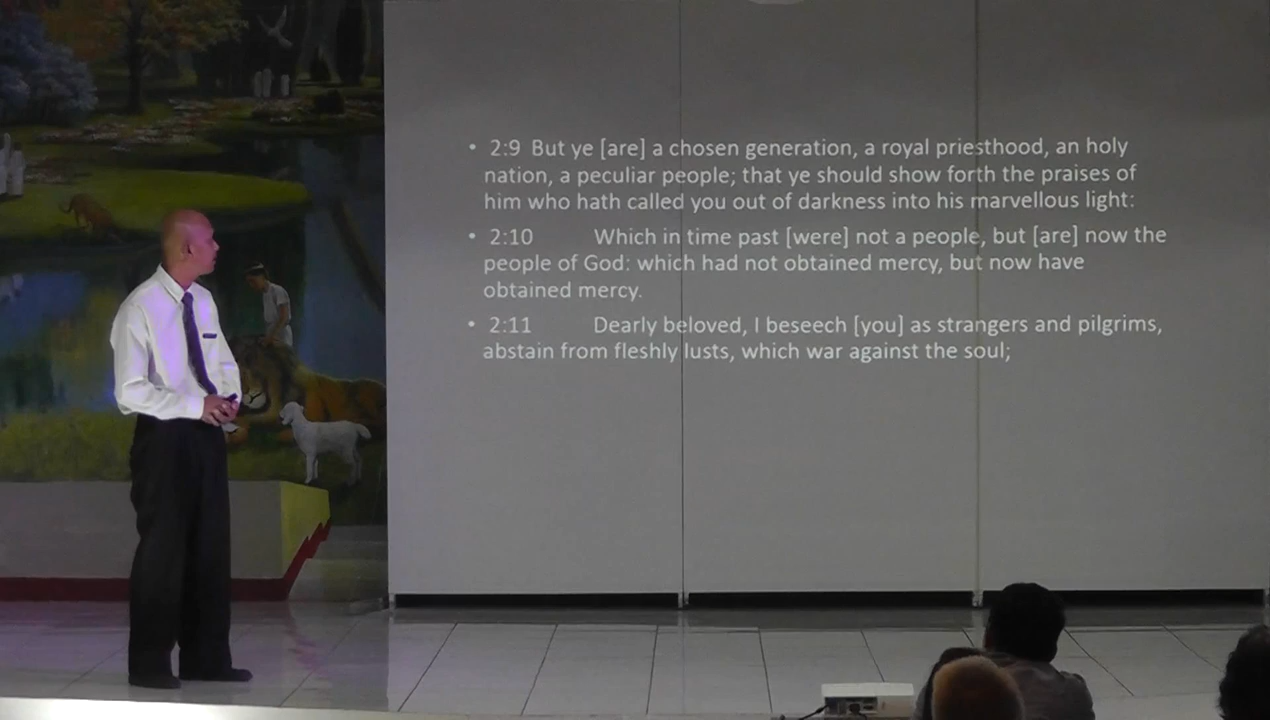 • 2:9 But ye [are] a chosen generation, a royal priesthood, an holy
nation, a peculiar people; that ye should show forth the praises of
him who hath called you out of darkness into his marvellous light:
• 2:10 Which in time past [were] not a people, but [are] now the
people of God: which had not obtained mercy, but now have
obtained mercy.
• 2:11 Dearly beloved, I beseech [you] as strangers and pilgrims,
abstain from fleshly lusts, which war against the soul;